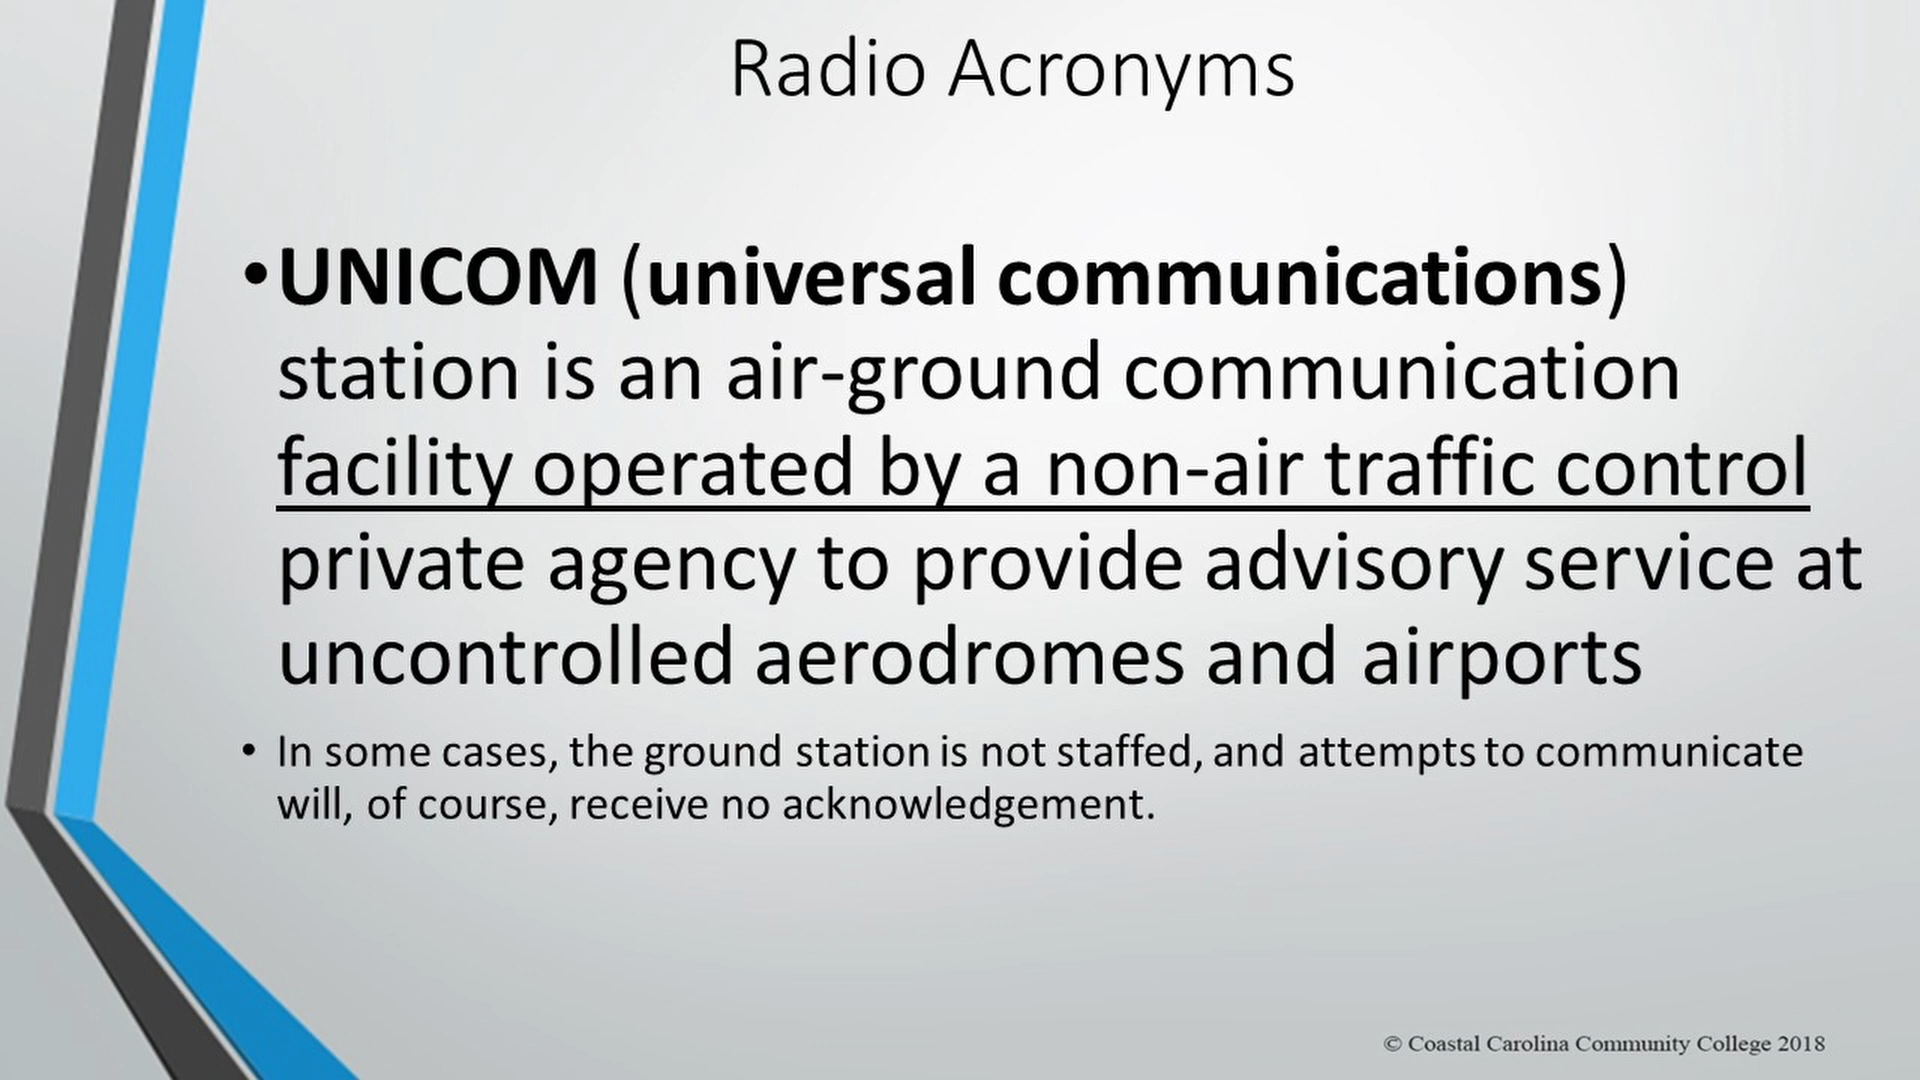 Radio Acronyms
•UNICOM (universal communications)
station is an air-ground communication
facility operated by a non-air traffic control
private agency to provide advisory service at
uncontrolled aerodromes and airports
• In some cases, the ground station is not staffed, and attempts to communicate
will, of course, receive no acknowledgement.
© Coastal Carolina Community College 2018